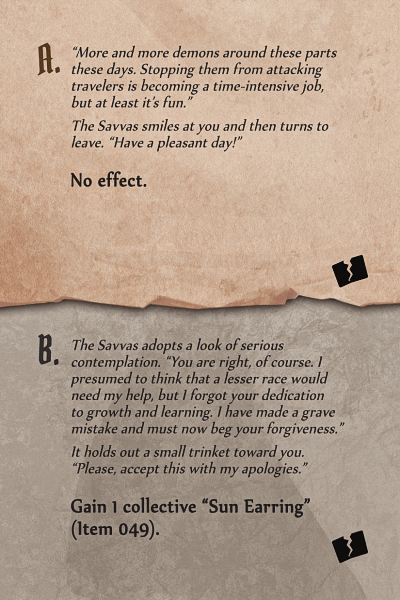 A.
“More and more demons around these parts
these days. Stopping them from attacking
travelers is becoming a time-intensive job,
but at least it’s fun.”
The Savvas smiles at you and then turns to
leave. “Have a pleasant day!”
No effect.
B.
The Savvas adopts a look of serious
contemplation. “You are right, of course. I
presumed to think that a lesser race would
need my help, but I forgot your dedication
to growth and learning. I have made a grave
mistake and must now beg your forgiveness.”
It holds out a small trinket toward you.
“Please, accept this with my apologies.”
Gain 1 collective “Sun Earring”
(Item 049).